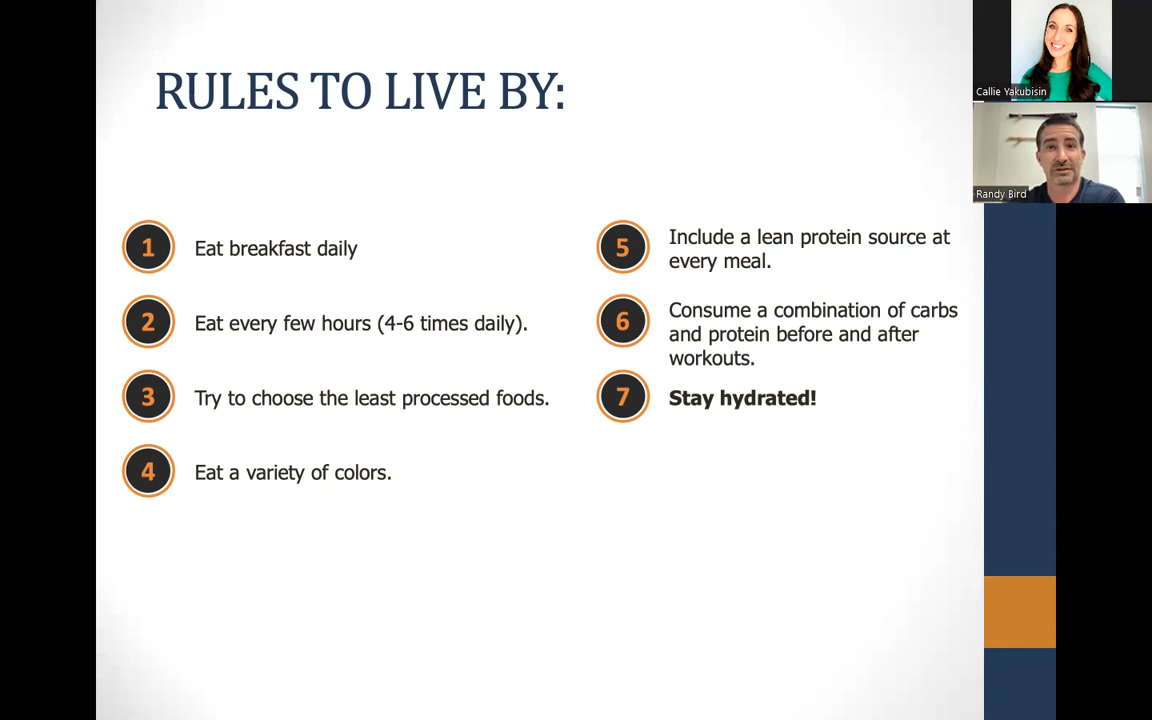 RULES TO LIVE BY:
1 Eat breakfast daily
2 Eat every few hours (4-6 times daily).
3 Try to choose the least processed foods.
4 Eat a variety of colors.
5 Include a lean protein source at
every meal.
6 Consume a combination of carbs
and protein before and after
workouts.
7 Stay hydrated!
Callie Yakubisin
Randy Bird